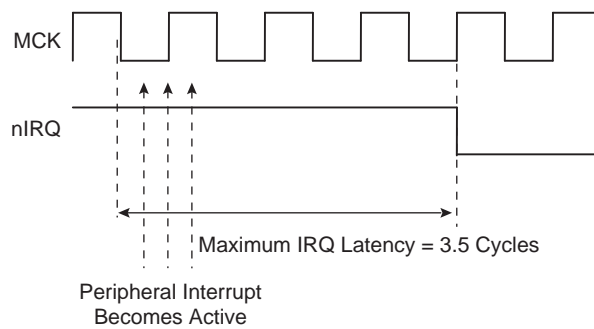 MCK
nIRQ
Maximum IRQ Latency = 3.5 Cycles
Peripheral Interrupt
Becomes Active